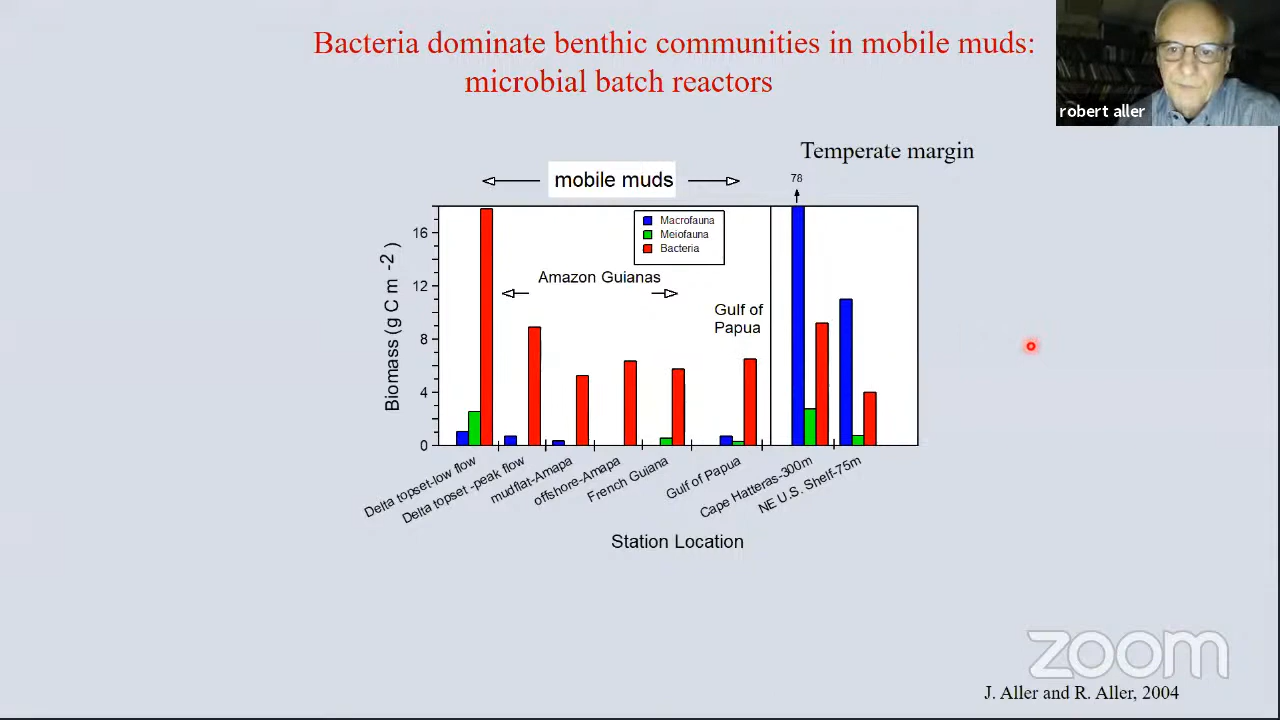 Bacteria dominate benthic communities in mobile muds:
microbial batch reactors
robert aller
Temperate margin
mobile muds
78
Macrofauna
Meiofauna
Bacteria
Amazon Guianas
Gulf of
Papua
Biomass (g C m -2 )
16
12
8
4
0
Delta topset-low flow
Delta topset -peak flow
mudflat-Amapa
offshore-Amapa
French Guiana
Gulf of Papua
Cape Hatteras-300m
NE U.S. Shelf-75m
Station Location
zoom
J. Aller and R. Aller, 2004